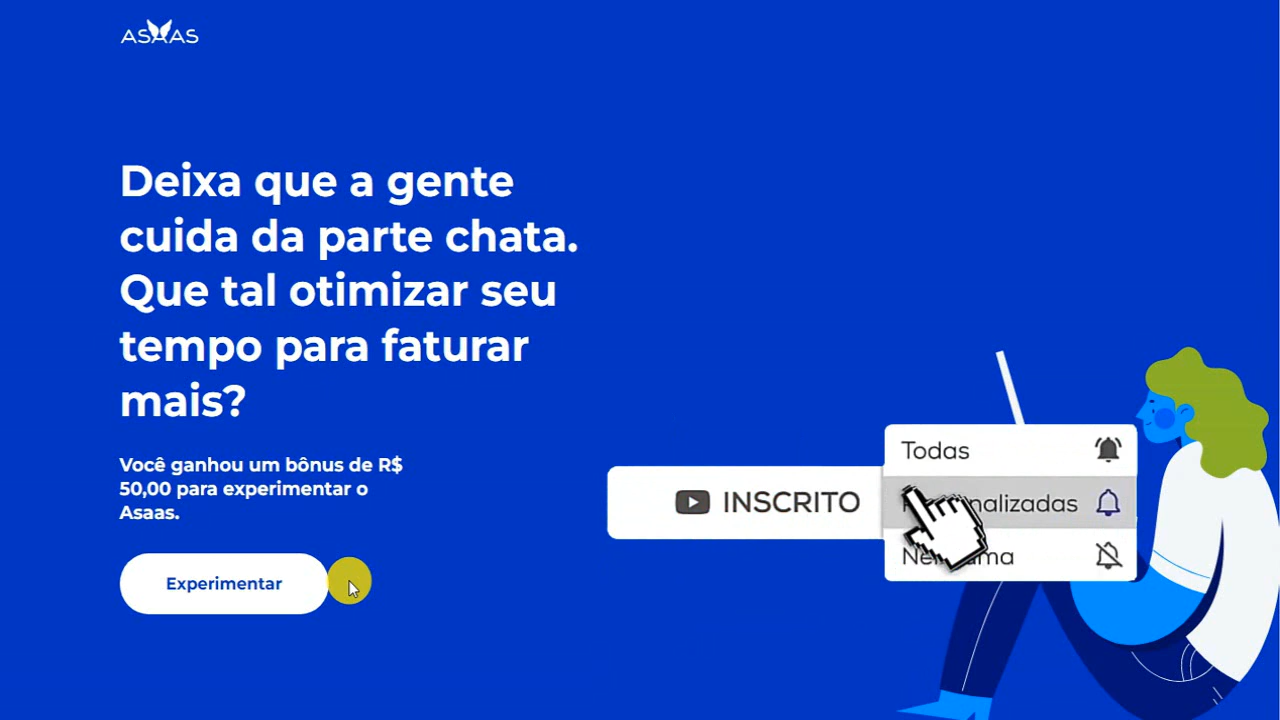 ASAAS
Deixa que a gente
cuida da parte chata.
Que tal otimizar seu
tempo para faturar
mais?
Você ganhou um bônus de R$
50,00 para experimentar o
Asaas.
Experimentar
INSCRITO
Todas